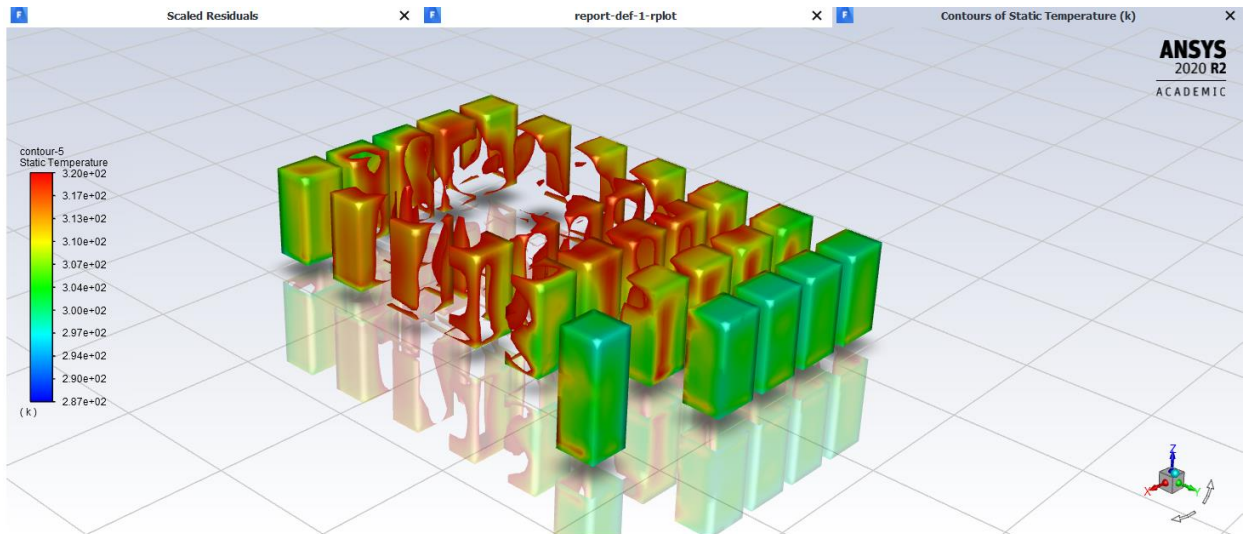 Scaled Residuals
report-def-1-rplot
Contours of Static Temperature (k)
ANSYS
2020 R2
ACADEMIC
contour-5
Static Temperature
3.20e+02
3.17e+02
3.13e+02
3.10e+02
3.07e+02
3.04e+02
3.00e+02
2.97e+02
2.94e+02
2.90e+02
2.87e+02
( k )
Z
X
Y